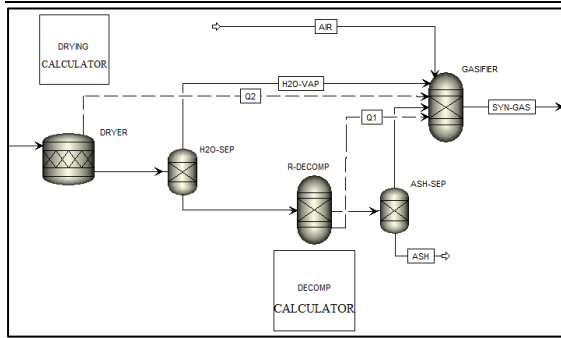 AIR
DRYING
CALCULATOR
GASIFIER
H2O-VAP
Q2
Q1
SYN-GAS
DRYER
H2O-SEP
R-DECOMP
ASH-SEP
ASH
DECOMP
CALCULATOR